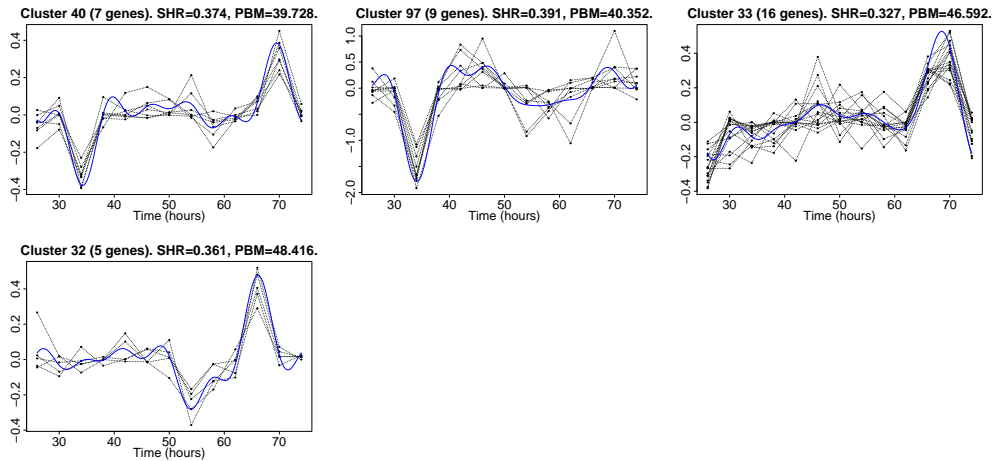 Cluster 40 (7 genes). SHR=0.374, PBM=39.728.
0.4
0.2
0.0
−0.2
−0.4
30 40 50 60 70
Time (hours)
Cluster 97 (9 genes). SHR=0.391, PBM=40.352.
1.0
0.5
0.0
−1.0
−2.0
30 40 50 60 70
Time (hours)
Cluster 33 (16 genes). SHR=0.327, PBM=46.592.
0.4
0.2
0.0
−0.2
−0.4
30 40 50 60 70
Time (hours)
Cluster 32 (5 genes). SHR=0.361, PBM=48.416.
0.4
0.2
0.0
−0.2
−0.4
30 40 50 60 70
Time (hours)